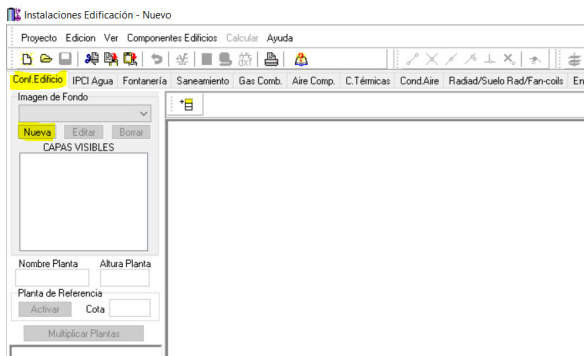 Instalaciones Edificación - Nuevo
Proyecto Edicion Ver Componentes Edificios Calcular Ayuda
Conf.Edificio IPCI Agua Fontanería Saneamiento Gas Comb. Aire Comp. C.Térmicas Cond.Aire Radiad/Suelo Rad/Fan-coils En
Imagen de Fondo
Nueva Editar Borrar
CAPAS VISIBLES
Nombre Planta Altura Planta
Planta de Referencia
Activar Cota
Multiplicar Plantas